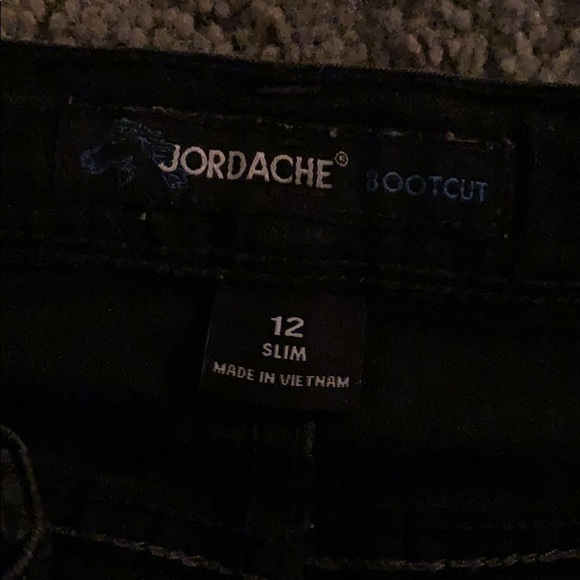 JORDACHE® BOOTCUT
12
SLIM
MADE IN VIETNAM